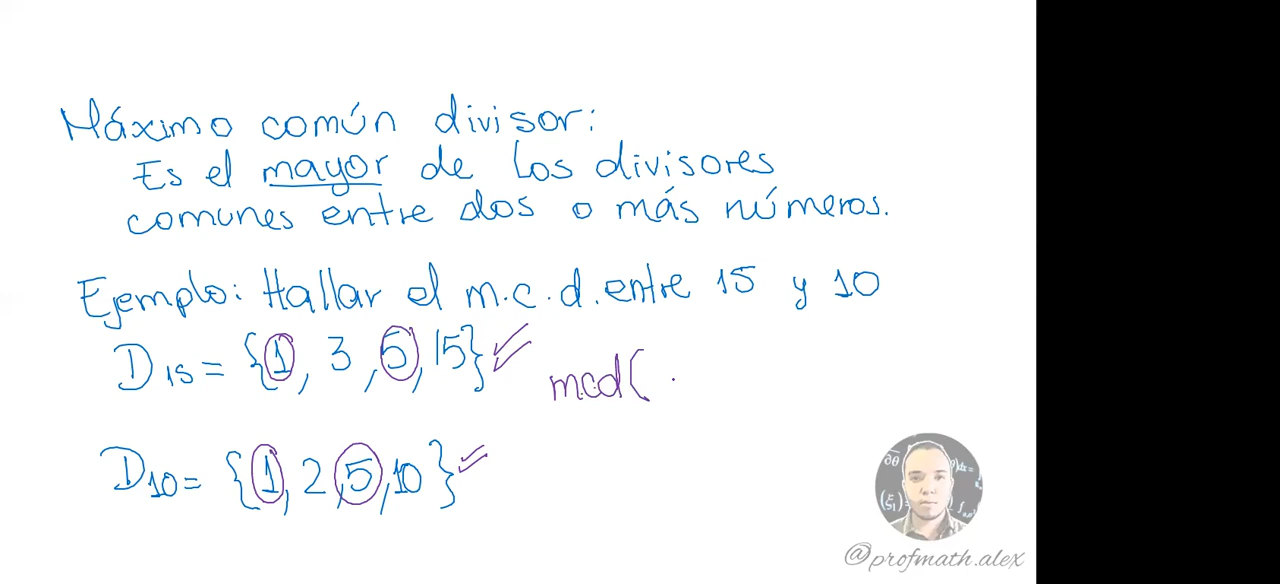 Máximo común divisor:
Es el mayor de los divisores
comunes entre dos o más números.
Ejemplo: Hallar el m.c.d. entre 15 y 10
D15 = {1, 3, 5, 15}
m.c.d(
D10 = {1, 2, 5, 10}
∂θ
(ξ1)
@profmath.alex